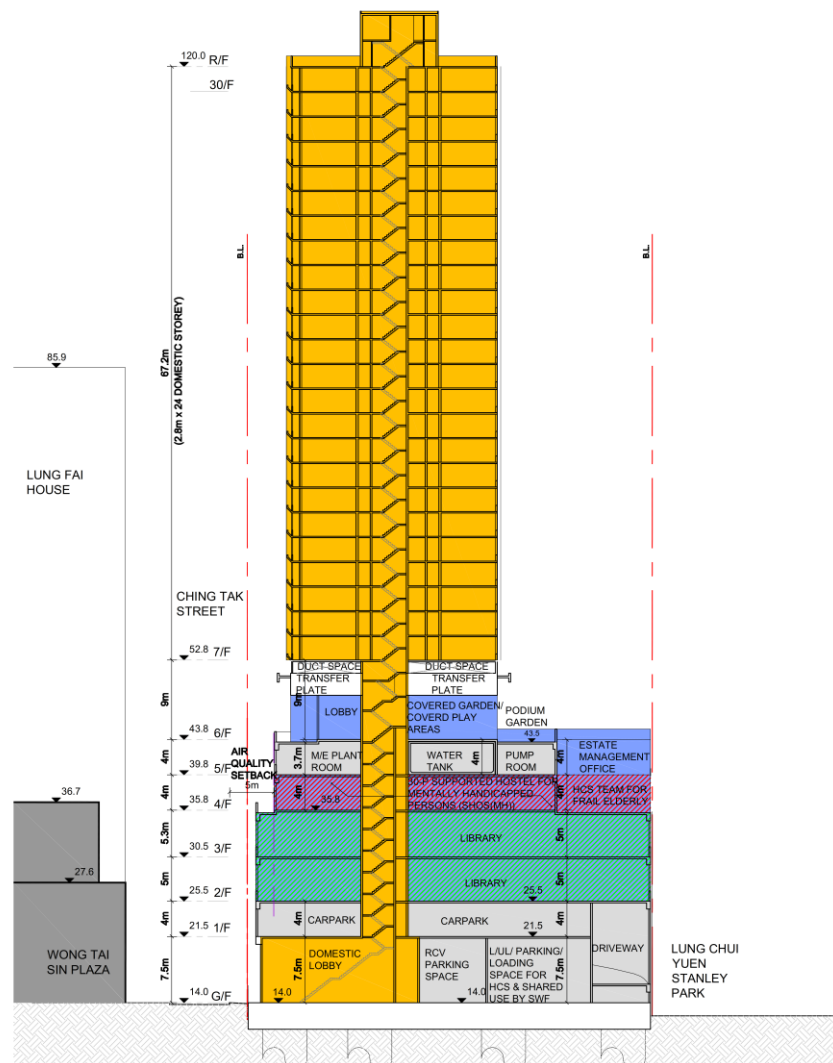 120.0 R/F
30/F
B.L.
B.L.
67.2m
(2.8m x 24 DOMESTIC STOREY)
85.9
LUNG FAI
HOUSE
CHING TAK
STREET
52.8 7/F
DUCT SPACE
DUCT SPACE
TRANSFER
PLATE
TRANSFER
PLATE
9m
9m
LOBBY
COVERED GARDEN/
COVERD PLAY
AREAS
PODIUM
GARDEN
43.8 6/F
43.5
AIR
QUALITY
SETBACK
5m
4m
3.7m
M/E PLANT
ROOM
WATER
TANK
4m
PUMP
ROOM
4m
ESTATE
MANAGEMENT
OFFICE
39.8 5/F
4m
4m
35.8
30-P SUPPORTED HOSTEL FOR
MENTALLY HANDICAPPED
PERSONS (SHOS(MH))
4m
HCS TEAM FOR
FRAIL ELDERLY
36.7
35.8 4/F
5.3m
LIBRARY
5m
30.5 3/F
27.6
5m
LIBRARY
5m
25.5 2/F
25.5
4m
CARPARK
CARPARK
4m
21.5 1/F
21.5
WONG TAI
SIN PLAZA
7.5m
7.5m
DOMESTIC
LOBBY
RCV
PARKING
SPACE
L/UL/ PARKING/
LOADING
SPACE FOR
HCS & SHARED
USE BY SWF
7.5m
DRIVEWAY
LUNG CHUI
YUEN
STANLEY
PARK
14.0 G/F
14.0
14.0